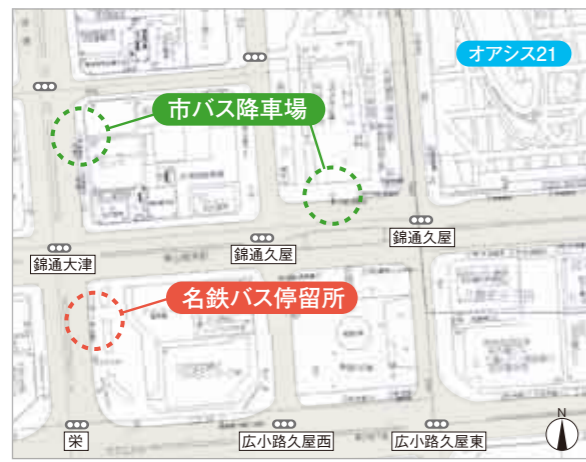 オアシス21
市バス降車場
錦通大津
錦通久屋
錦通久屋
名鉄バス停留所
栄
広小路久屋西
広小路久屋東
N